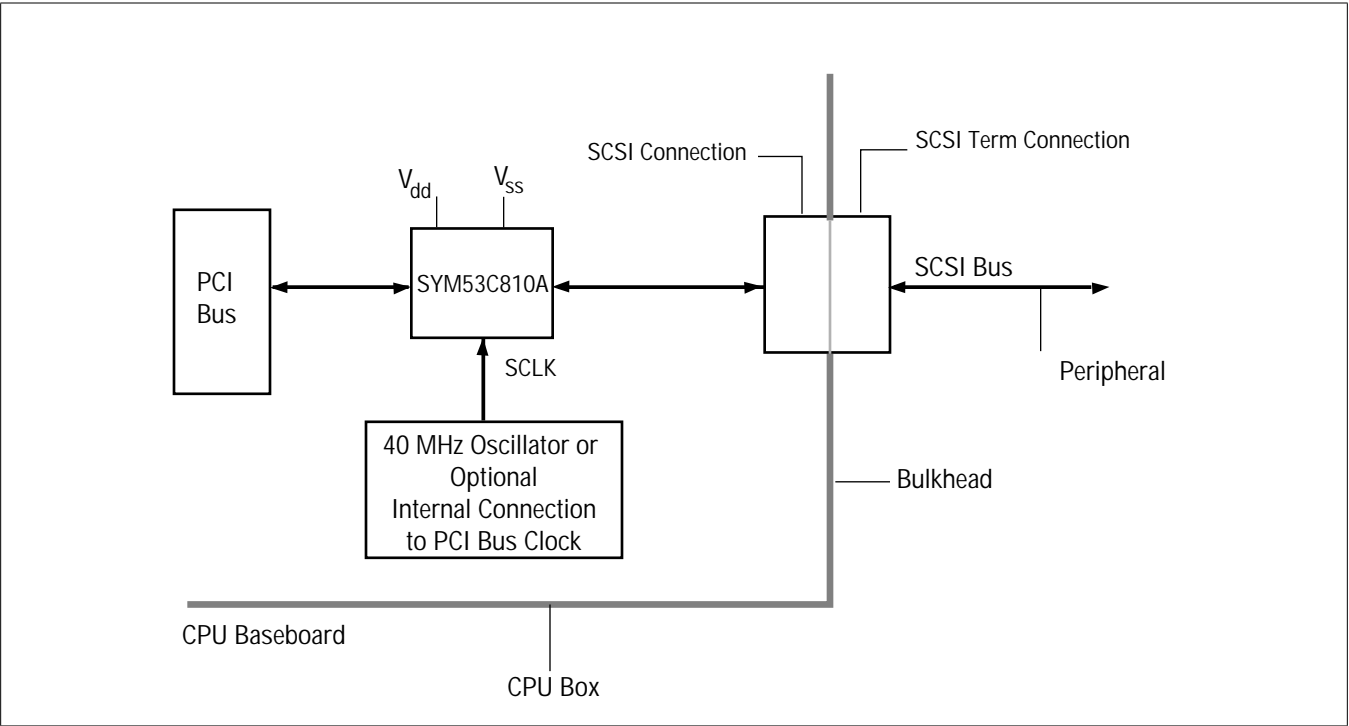 SCSI Connection
SCSI Term Connection
Vdd
Vss
PCI
Bus
SYM53C810A
SCSI Bus
Peripheral
SCLK
40 MHz Oscillator or
Optional
Internal Connection
to PCI Bus Clock
Bulkhead
CPU Baseboard
CPU Box